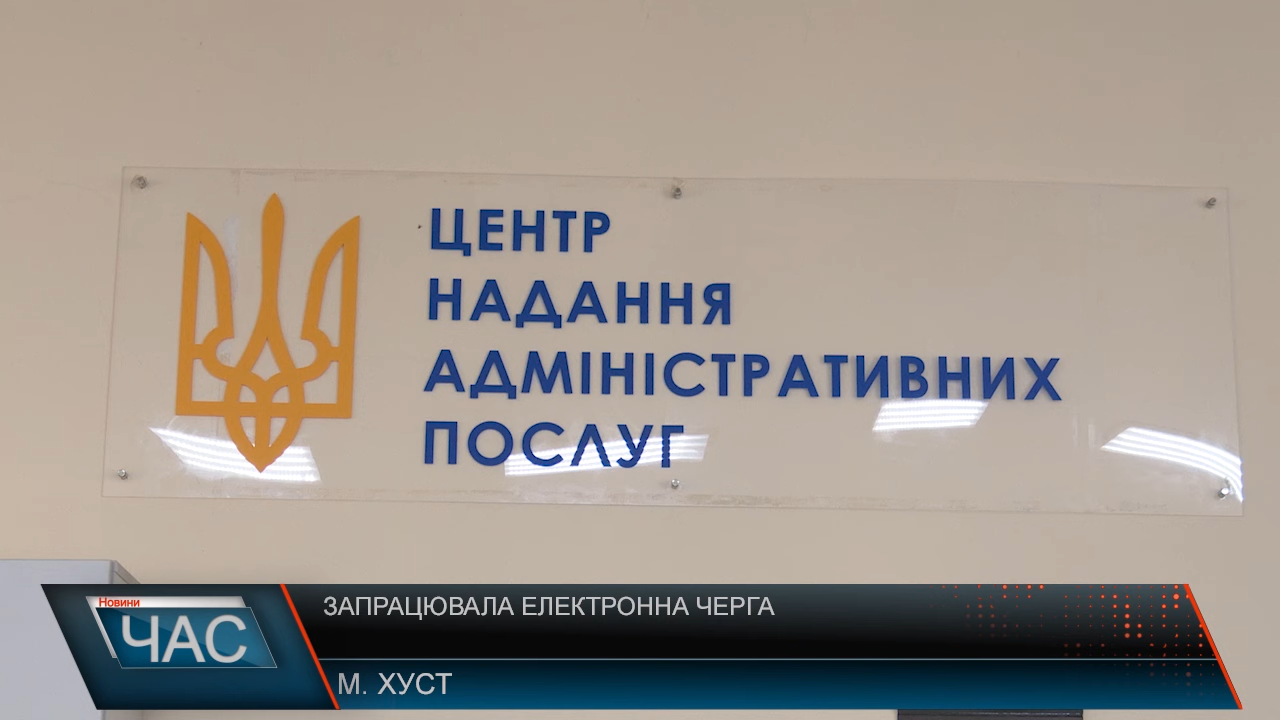 ЦЕНТР
НАДАННЯ
АДМІНІСТРАТИВНИХ
ПОСЛУГ
Новини
ЧАС
ЗАПРАЦЮВАЛА ЕЛЕКТРОННА ЧЕРГА
М. ХУСТ